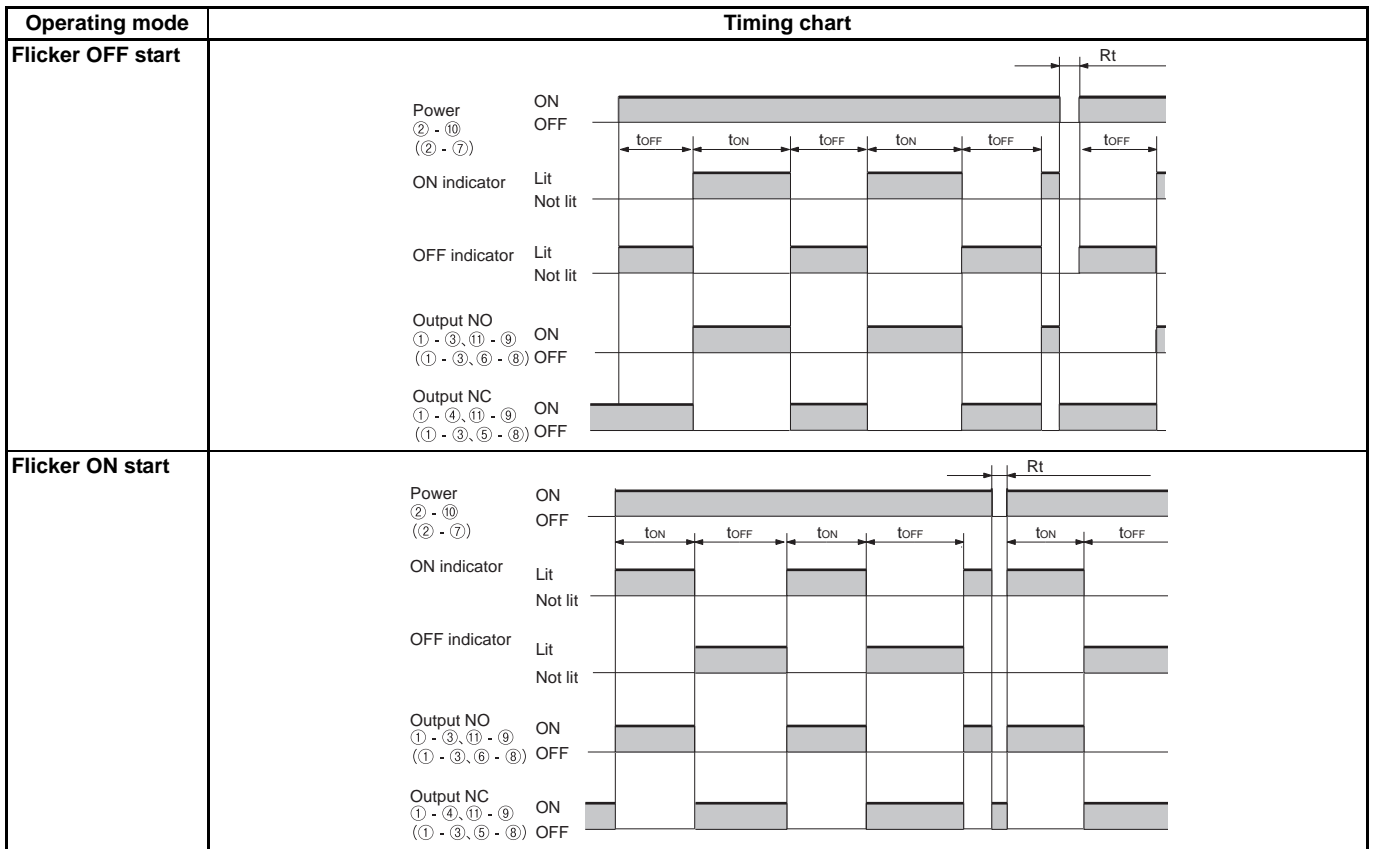 Operating mode Timing chart
Flicker OFF start
Rt
Power ON
② - ⑩ OFF
(② - ⑦)
tOFF tON tOFF tON tOFF tOFF
ON indicator Lit
Not lit
OFF indicator Lit
Not lit
Output NO
① - ③、⑪ - ⑨ ON
(① - ③、⑥ - ⑧) OFF
Output NC
① - ④、⑪ - ⑨ ON
(① - ③、⑤ - ⑧) OFF
Flicker ON start
Rt
Power ON
② - ⑩ OFF
(② - ⑦)
tON tOFF tON tOFF tON tOFF
ON indicator Lit
Not lit
OFF indicator Lit
Not lit
Output NO
① - ③、⑪ - ⑨ ON
(① - ③、⑥ - ⑧) OFF
Output NC
① - ④、⑪ - ⑨ ON
(① - ③、⑤ - ⑧) OFF